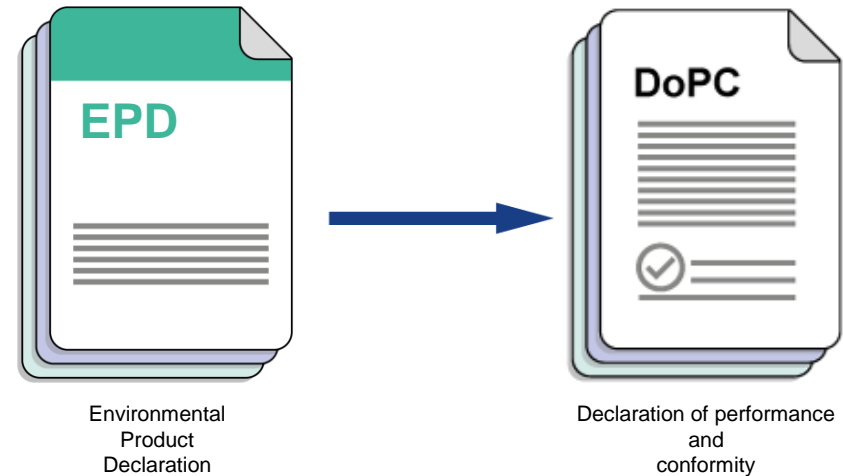 EPD
DoPC
Environmental
Product
Declaration
Declaration of performance
and
conformity